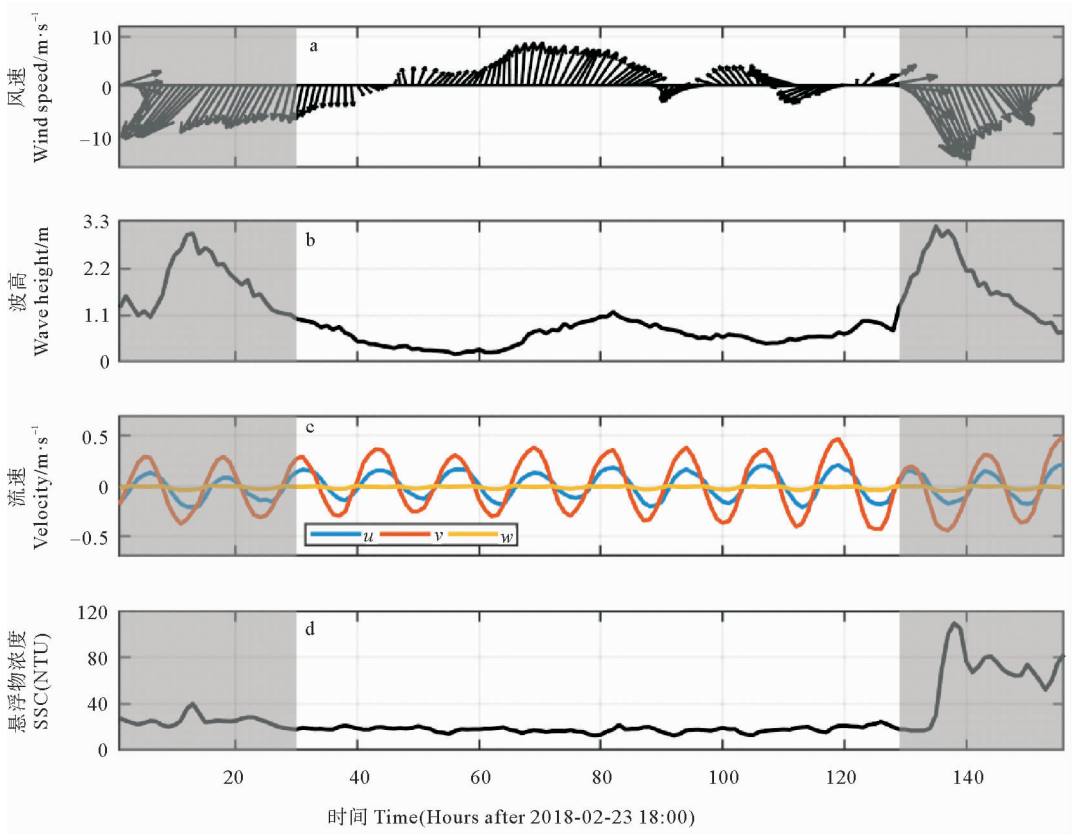 风速
Wind speed/m·s⁻¹
10
0
−10
a
波高
Wave height/m
3.3
2.2
1.1
0
b
流速
Velocity/m·s⁻¹
0.5
0
−0.5
c
u v w
悬浮物浓度
SSC(NTU)
120
80
40
0
d
20 40 60 80 100 120 140
时间 Time(Hours after 2018-02-23 18:00)